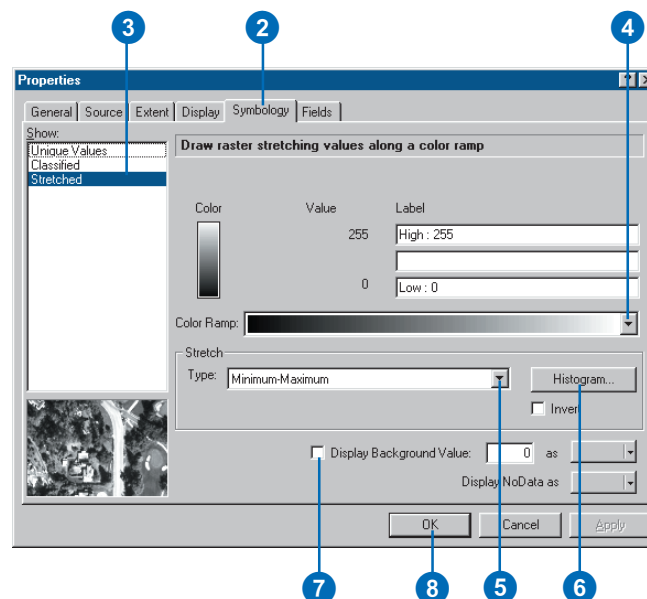 3 2 4
Properties
General Source Extent Display Symbology Fields
Show:
Unique Values
Classified
Stretched
Draw raster stretching values along a color ramp
Color Value Label
255 High : 255
0 Low : 0
Color Ramp:
Stretch
Type: Minimum-Maximum Histogram...
Invert
Display Background Value: 0 as
Display NoData as
OK Cancel Apply
7 8 5 6